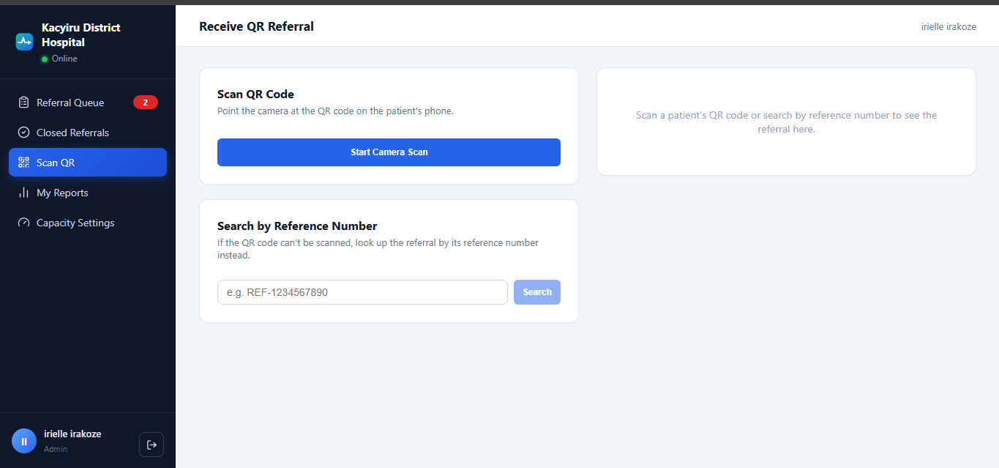 Kacyiru District
Hospital
Online
Referral Queue
2
Closed Referrals
Scan QR
My Reports
Capacity Settings
II
irielle irakoze
Admin
Receive QR Referral
irielle irakoze
Scan QR Code
Point the camera at the QR code on the patient's phone.
Start Camera Scan
Search by Reference Number
If the QR code can't be scanned, look up the referral by its reference number
instead.
e.g. REF-1234567890
Search
Scan a patient's QR code or search by reference number to see the
referral here.